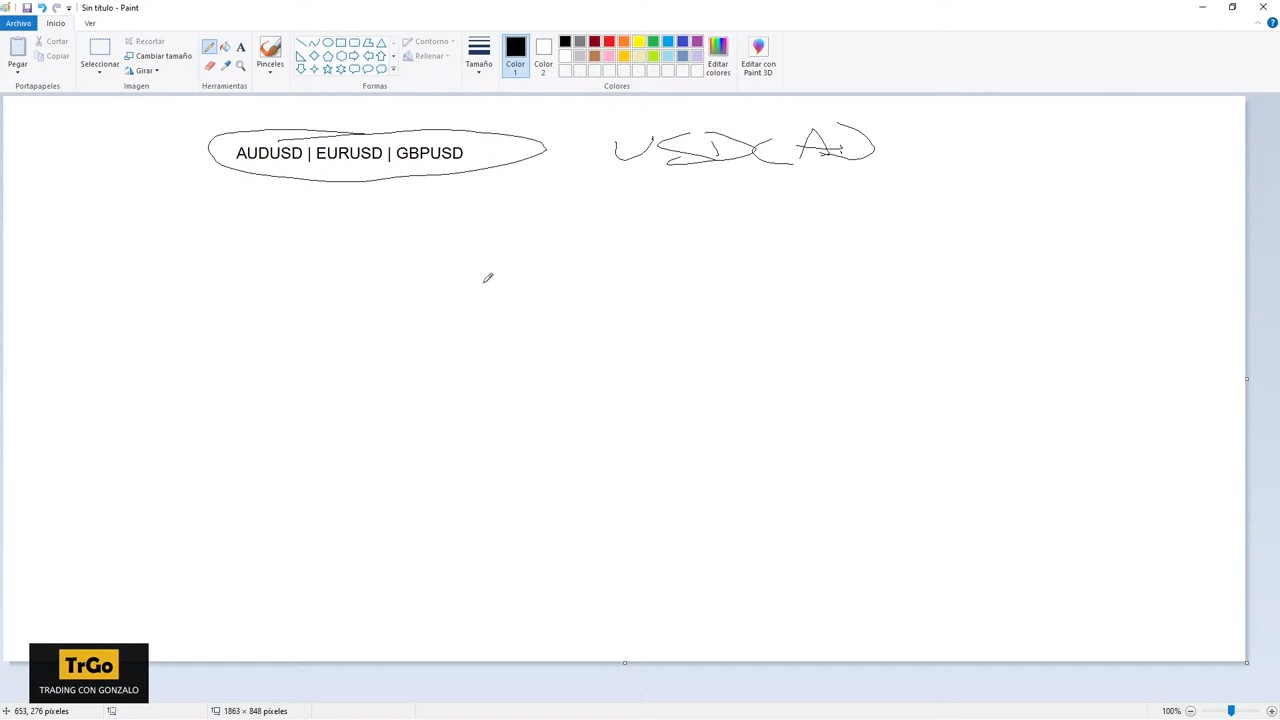 Sin título - Paint
Archivo Inicio Ver
Pegar
Cortar
Copiar
Portapapeles
Seleccionar
Recortar
Cambiar tamaño
Girar
Imagen
A
Herramientas
Pinceles
Contorno
Rellenar
Formas
Tamaño
Color 1
Color 2
Editar colores
Editar con Paint 3D
Colores
AUDUSD | EURUSD | GBPUSD
USDCAD
TrGo
TRADING CON GONZALO
653, 276 píxeles
1863 × 848 píxeles
100%